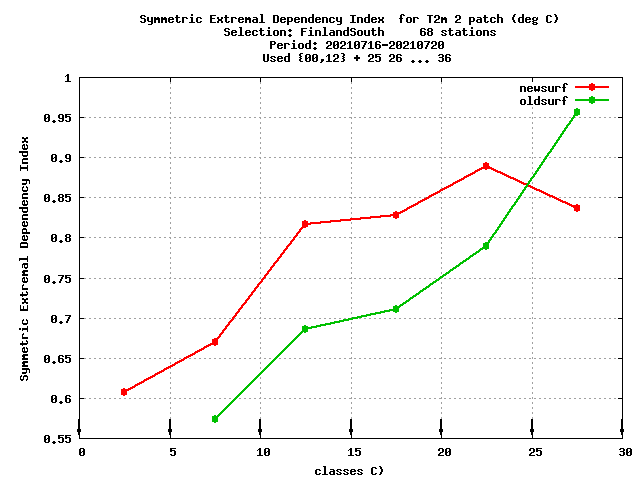 Symmetric Extremal Dependency Index  for T2m 2 patch (deg C)
Selection: FinlandSouth     68 stations
Period: 20210716-20210720
Used {00,12} + 25 26 ... 36
newsurf
oldsurf
Symmetric Extremal Dependency Index
1
0.95
0.9
0.85
0.8
0.75
0.7
0.65
0.6
0.55
0 5 10 15 20 25 30
classes C)